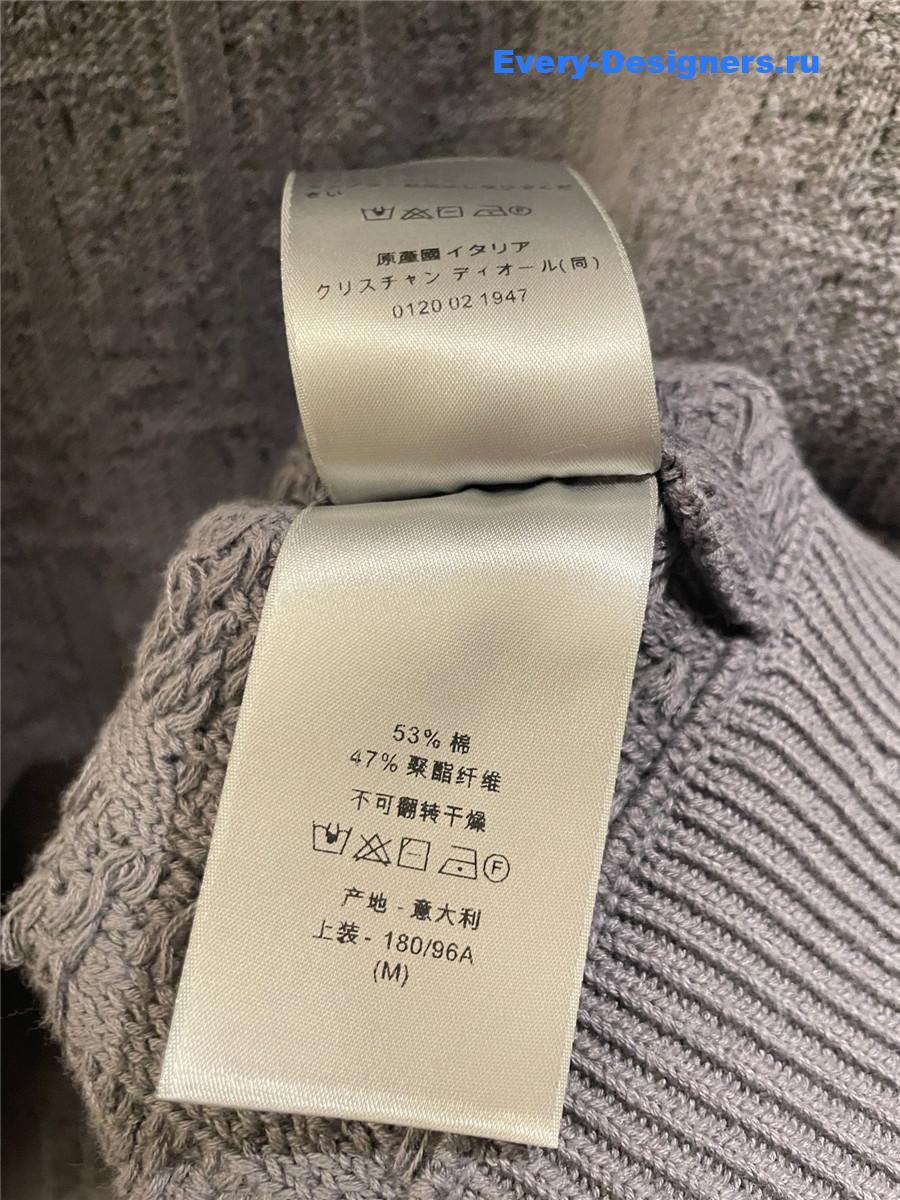 Every-Designers.ru
原産國イタリア
クリスチャン ディオール(同)
0120 02 1947
53% 棉
47% 聚酯纤维
不可翻转干燥
F
产地 - 意大利
上装 - 180/96A
(M)